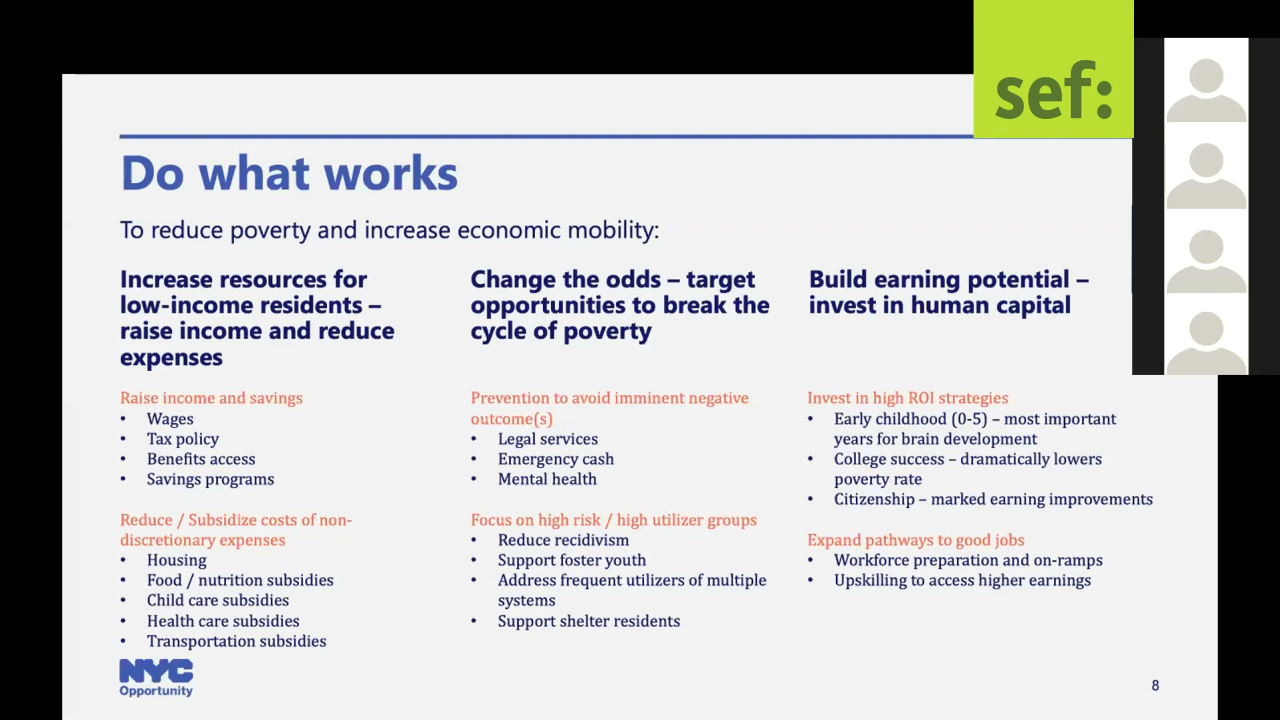 sef:
Do what works
To reduce poverty and increase economic mobility:
Increase resources for
low-income residents –
raise income and reduce
expenses
Raise income and savings
• Wages
• Tax policy
• Benefits access
• Savings programs
Reduce / Subsidize costs of non-
discretionary expenses
• Housing
• Food / nutrition subsidies
• Child care subsidies
• Health care subsidies
• Transportation subsidies
Change the odds – target
opportunities to break the
cycle of poverty
Prevention to avoid imminent negative
outcome(s)
• Legal services
• Emergency cash
• Mental health
Focus on high risk / high utilizer groups
• Reduce recidivism
• Support foster youth
• Address frequent utilizers of multiple
systems
• Support shelter residents
Build earning potential –
invest in human capital
Invest in high ROI strategies
• Early childhood (0-5) – most important
years for brain development
• College success – dramatically lowers
poverty rate
• Citizenship – marked earning improvements
Expand pathways to good jobs
• Workforce preparation and on-ramps
• Upskilling to access higher earnings
NYC
Opportunity
8